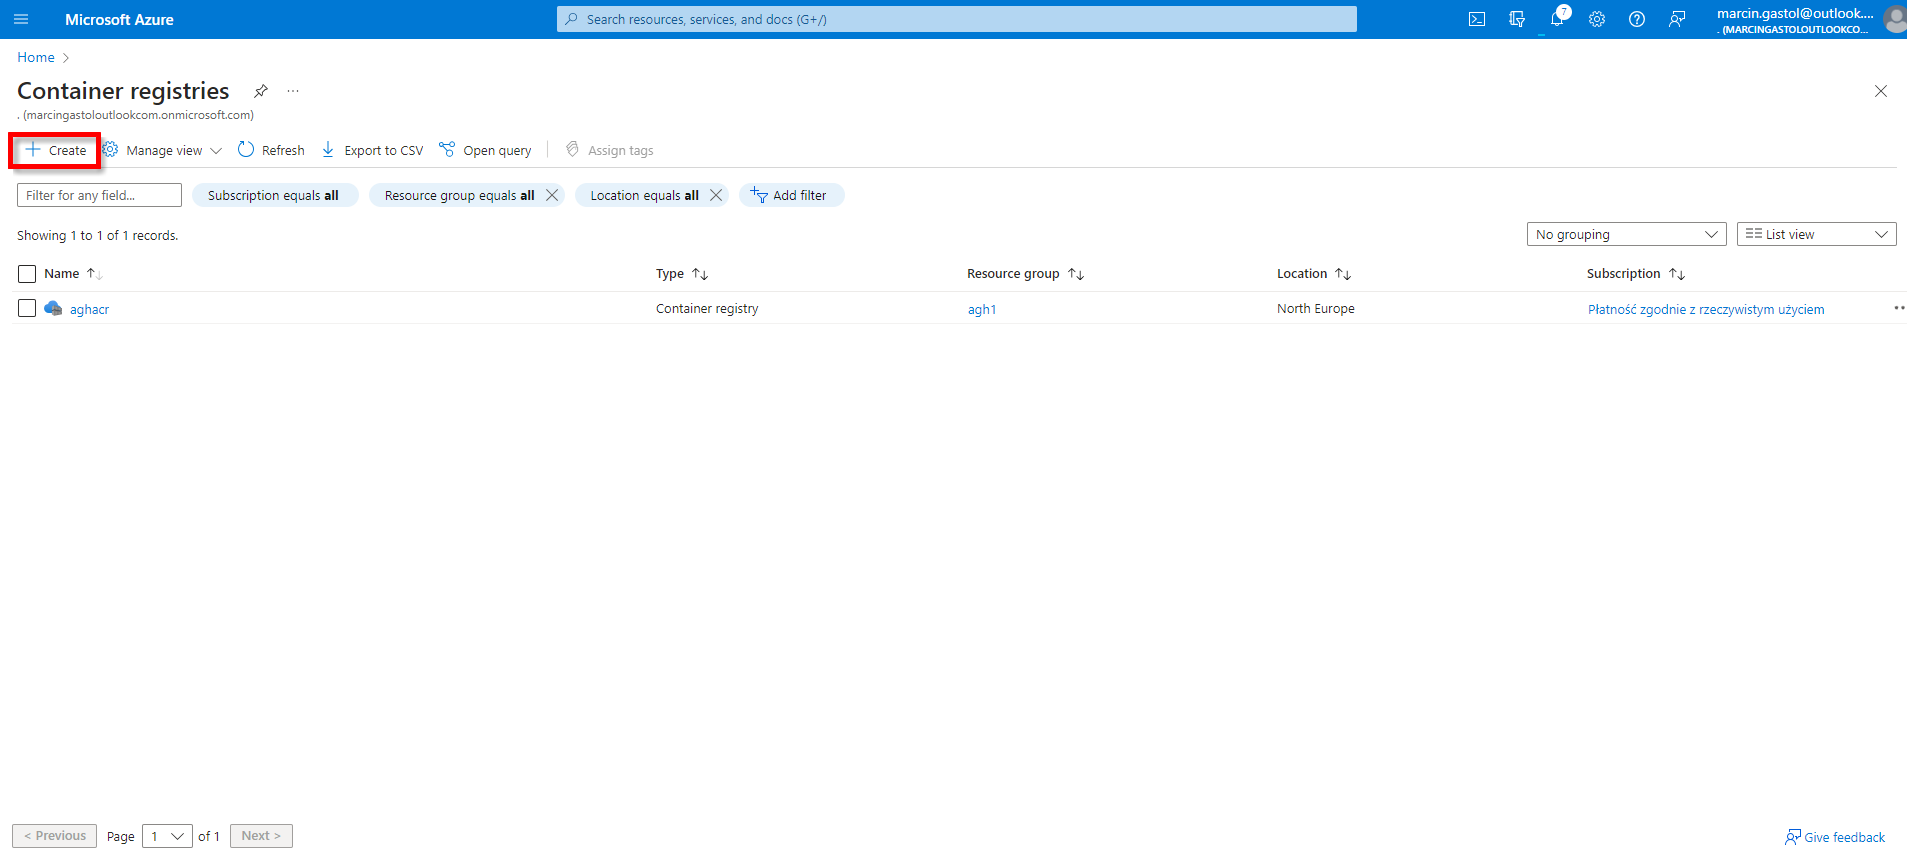 Microsoft Azure
Search resources, services, and docs (G+/)
7
marcin.gastol@outlook....
. (MARCINGASTOLOUTLOOKCO...
Home
Container registries
...
. (marcingastoloutlookcom.onmicrosoft.com)
Create Manage view Refresh Export to CSV Open query Assign tags
Filter for any field... Subscription equals all Resource group equals all Location equals all Add filter
Showing 1 to 1 of 1 records. No grouping List view
Name Type Resource group Location Subscription
aghacr Container registry agh1 North Europe Płatność zgodnie z rzeczywistym użyciem
< Previous Page 1 of 1 Next > Give feedback